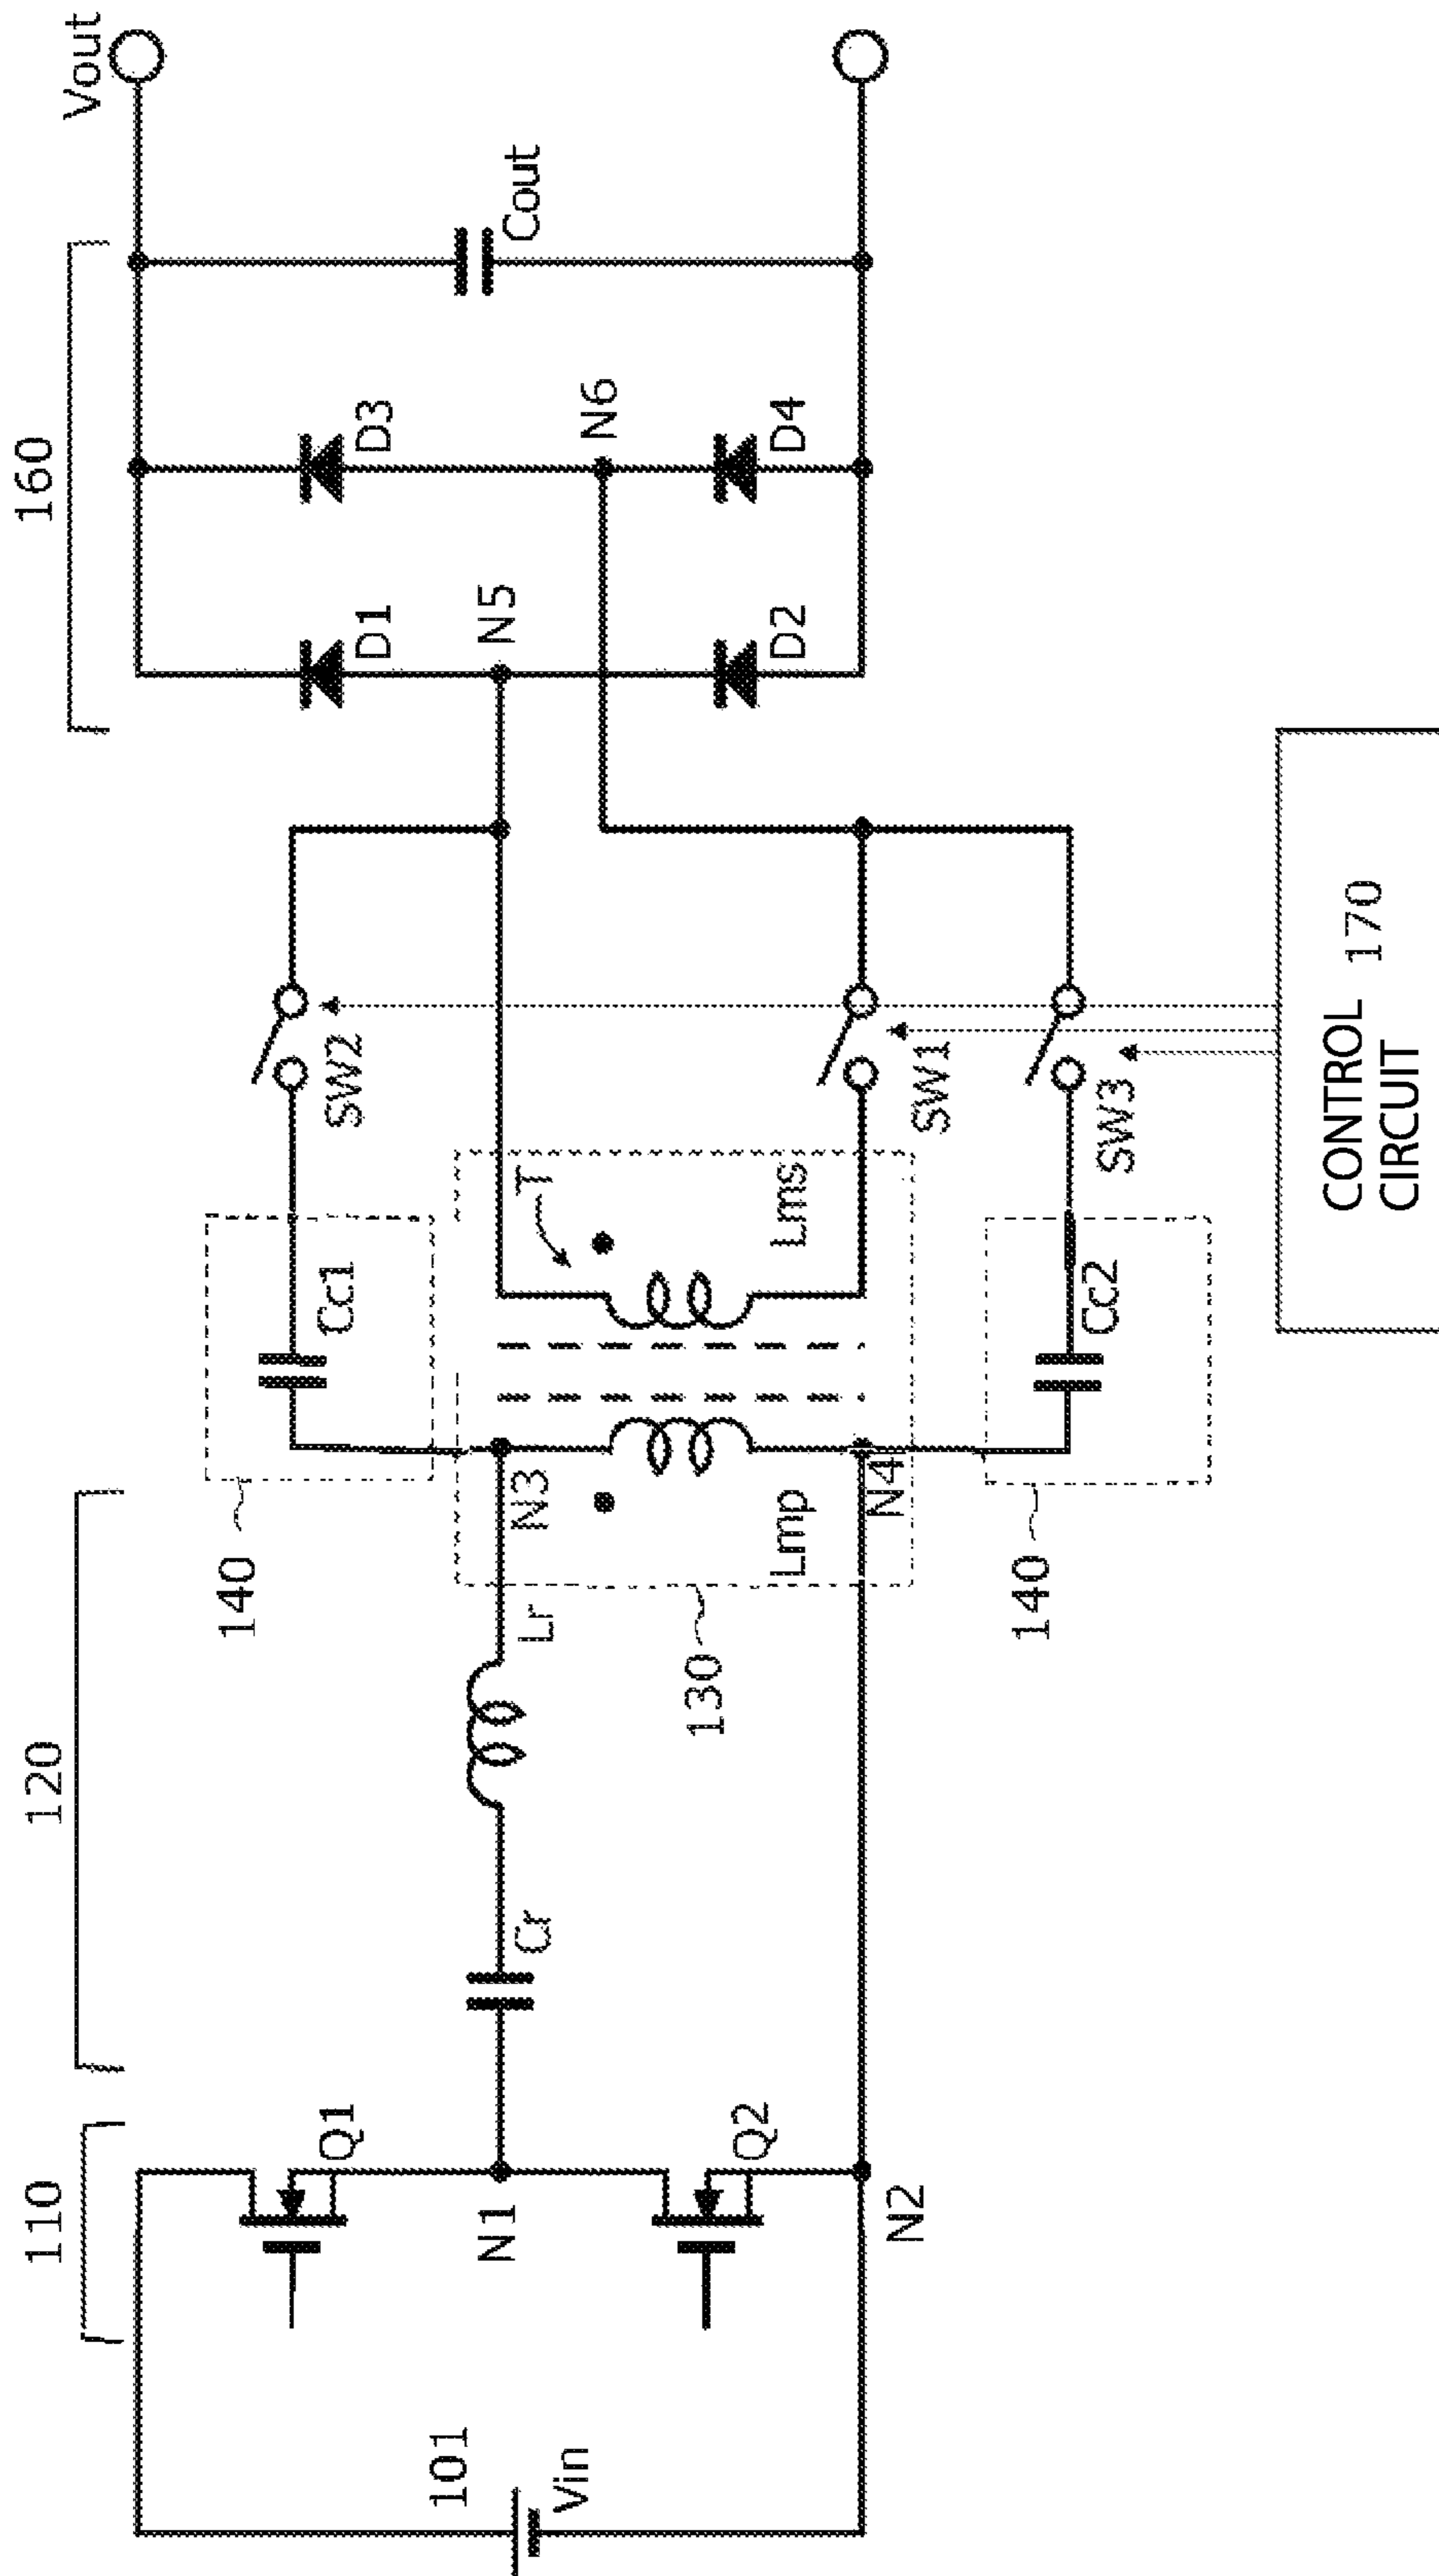 110
120
160
Vout
101
Vin
Q1
N1
Q2
N2
Cr
Lr
140
Cc1
SW2
N3
T
Lmp
Lms
N4
130
SW1
140
Cc2
SW3
D1
D3
N5
N6
D2
D4
Cout
CONTROL
CIRCUIT 170